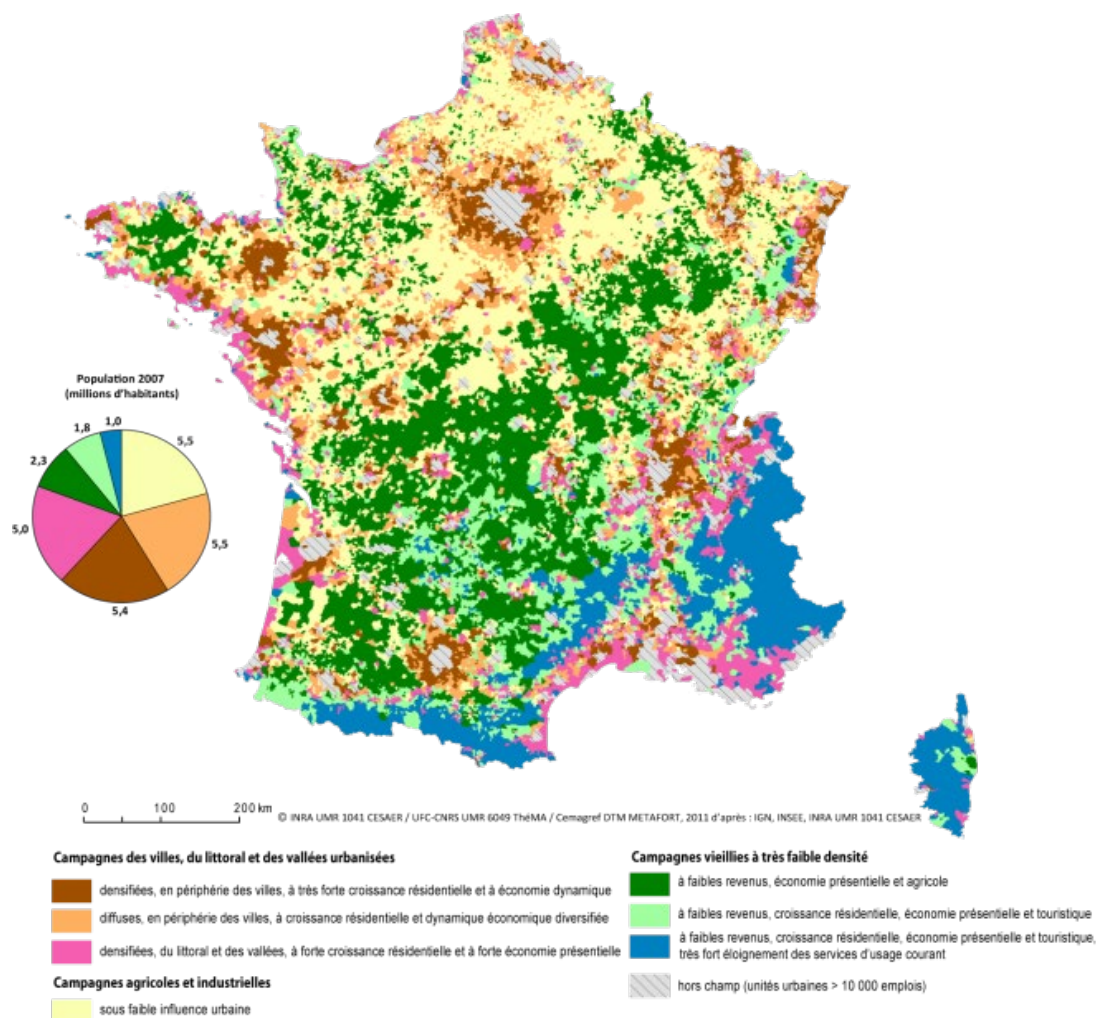 Population 2007
(millions d'habitants)
1,0
1,8
5,5
2,3
5,0
5,5
5,4
0 100 200 km
© INRA UMR 1041 CESAER / UFC-CNRS UMR 6049 ThéMA / Cemagref DTM METAFORT, 2011 d'après : IGN, INSEE, INRA UMR 1041 CESAER
Campagnes des villes, du littoral et des vallées urbanisées
densifiées, en périphérie des villes, à très forte croissance résidentielle et à économie dynamique
diffuses, en périphérie des villes, à croissance résidentielle et dynamique économique diversifiée
densifiées, du littoral et des vallées, à forte croissance résidentielle et à forte économie présentielle
Campagnes agricoles et industrielles
sous faible influence urbaine
Campagnes vieillies à très faible densité
à faibles revenus, économie présentielle et agricole
à faibles revenus, croissance résidentielle, économie présentielle et touristique
à faibles revenus, croissance résidentielle, économie présentielle et touristique,
très fort éloignement des services d'usage courant
hors champ (unités urbaines > 10 000 emplois)